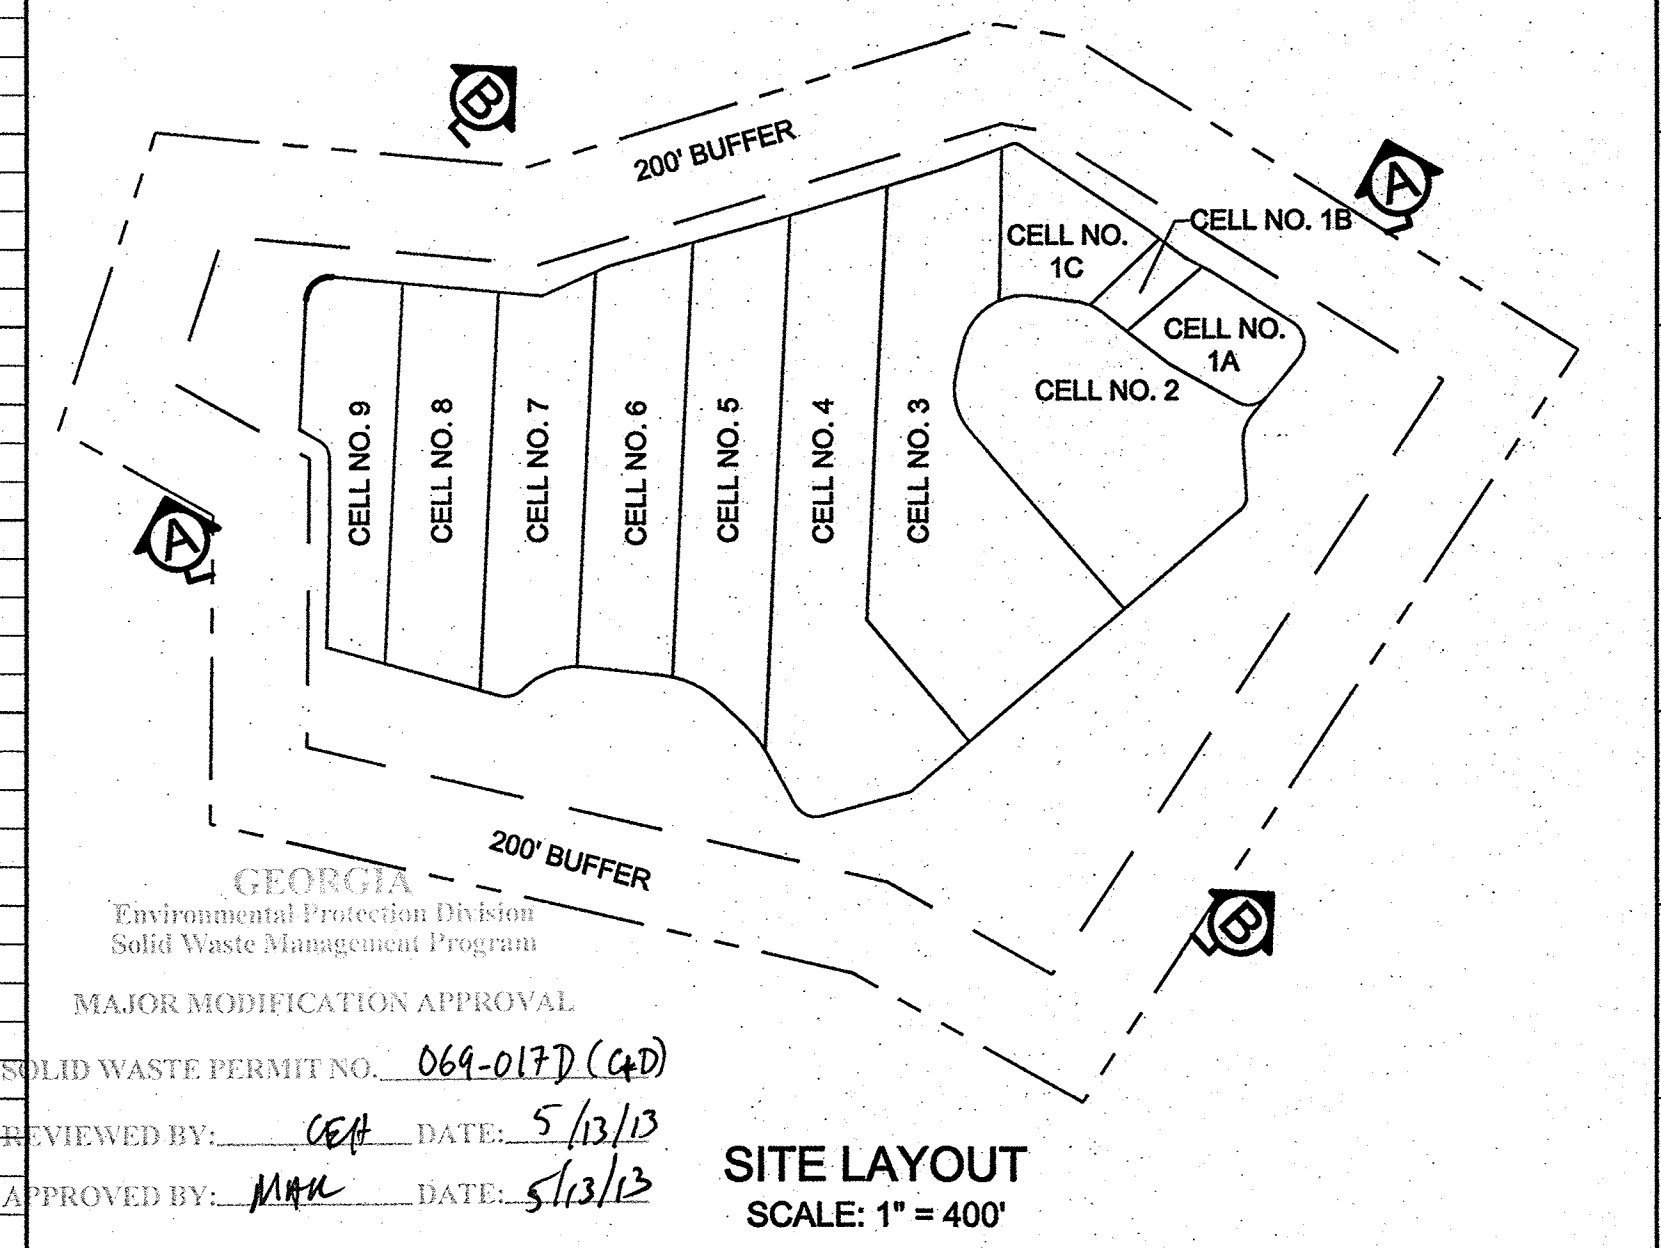 B
200' BUFFER
A
CELL NO. 1B
CELL NO.
1C
CELL NO.
1A
CELL NO. 2
CELL NO. 9
CELL NO. 8
CELL NO. 7
CELL NO. 6
CELL NO. 5
CELL NO. 4
CELL NO. 3
A
200' BUFFER
B
GEORGIA
Environmental Protection Division
Solid Waste Management Program
MAJOR MODIFICATION APPROVAL
SOLID WASTE PERMIT NO. 069-017D (C&D)
REVIEWED BY: CEH DATE: 5/13/13
APPROVED BY: MAK DATE: 5/13/13
SITE LAYOUT
SCALE: 1" = 400'